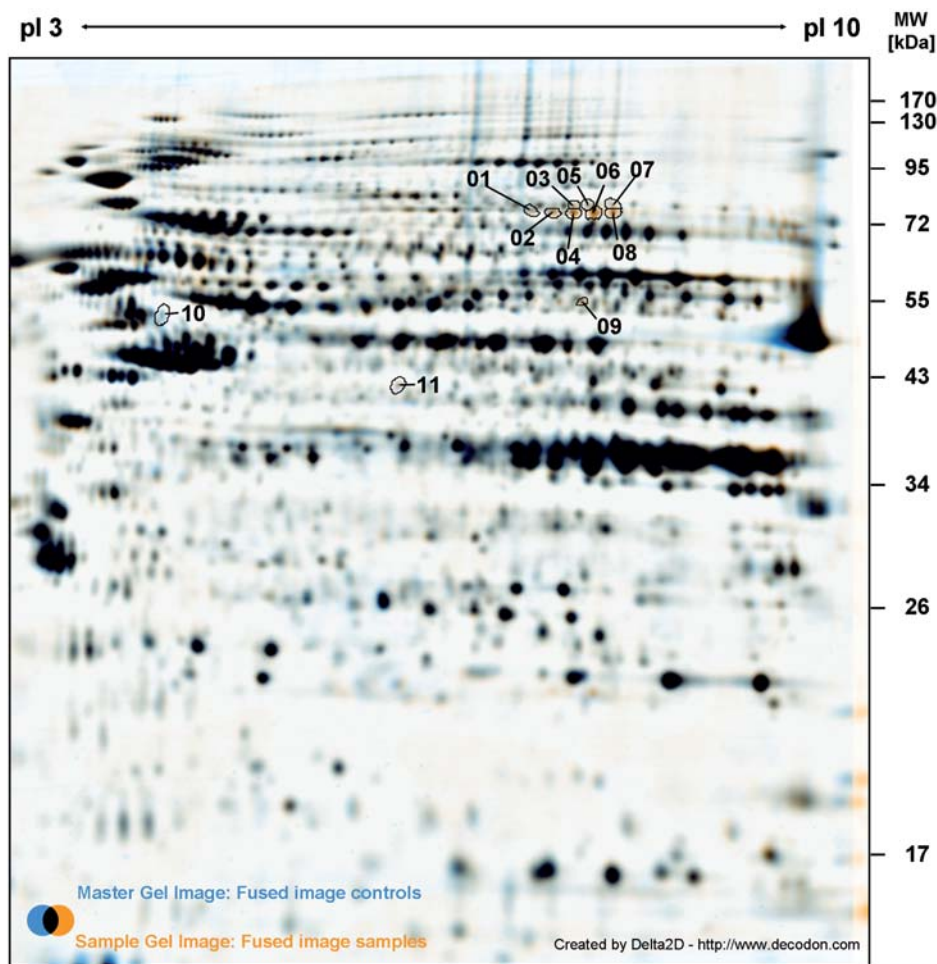 pI 3
pI 10
MW
[kDa]
170
130
95
72
55
43
34
26
17
01
03
05
06
07
02
04
08
09
10
11
Master Gel Image: Fused image controls
Sample Gel Image: Fused image samples
Created by Delta2D - http://www.decodon.com